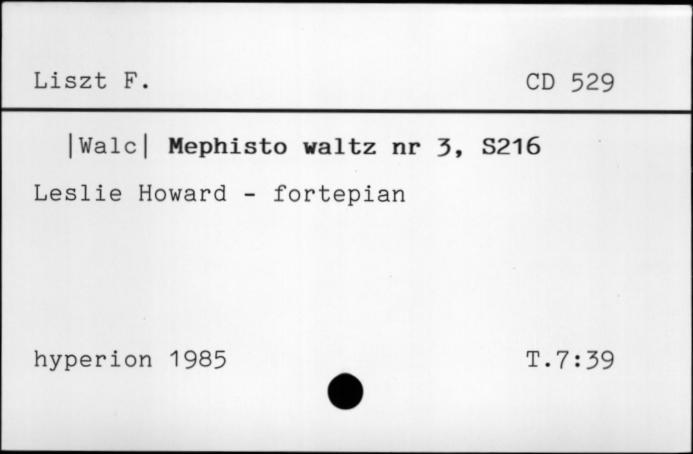 Liszt F. CD 529
|Walc| Mephisto waltz nr 3, S216
Leslie Howard - fortepian
hyperion 1985 T.7:39